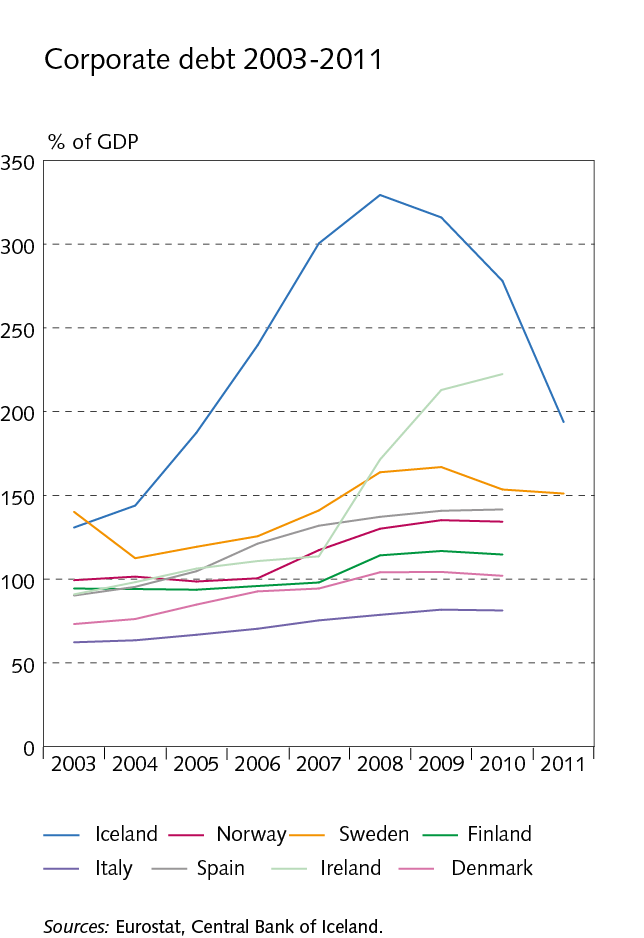 Corporate debt 2003-2011
% of GDP
350
300
250
200
150
100
50
0
2003 2004 2005 2006 2007 2008 2009 2010 2011
Iceland Norway Sweden Finland
Italy Spain Ireland Denmark
Sources: Eurostat, Central Bank of Iceland.